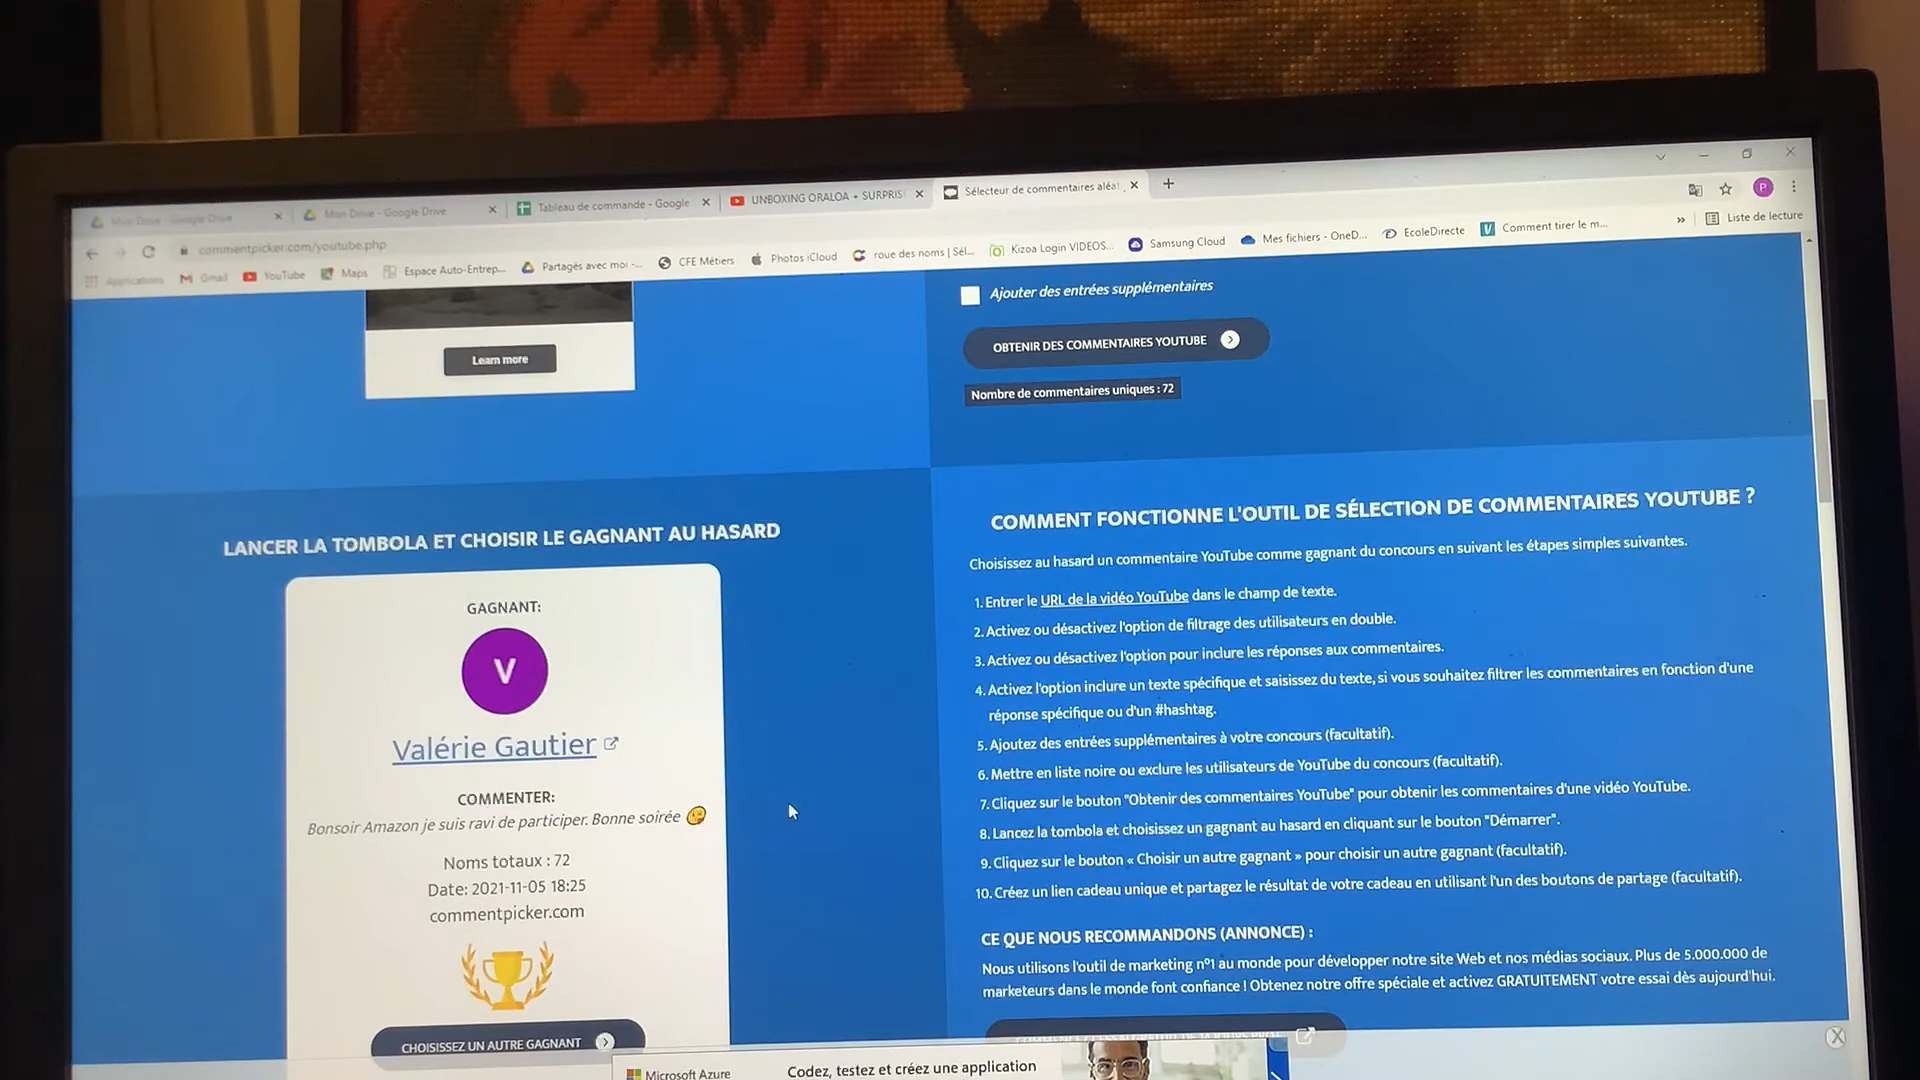 Mon Drive - Google Drive
Mon Drive - Google Drive
Tableau de commande - Google
UNBOXING ORALOA + SURPRIS
Sélecteur de commentaires aléat
P
commentpicker.com/youtube.php
Applications
Gmail
YouTube
Maps
Espace Auto-Entrep...
Partagés avec moi -...
CFE Métiers
Photos iCloud
roue des noms | Sél...
Kizoa Login VIDEOS...
Samsung Cloud
Mes fichiers - OneD...
EcoleDirecte
Comment tirer le m...
»
Liste de lecture
Learn more
Ajouter des entrées supplémentaires
OBTENIR DES COMMENTAIRES YOUTUBE
Nombre de commentaires uniques : 72
LANCER LA TOMBOLA ET CHOISIR LE GAGNANT AU HASARD
GAGNANT:
V
Valérie Gautier
COMMENTER:
Bonsoir Amazon je suis ravi de participer. Bonne soirée 😘
Noms totaux : 72
Date: 2021-11-05 18:25
commentpicker.com
CHOISISSEZ UN AUTRE GAGNANT
COMMENT FONCTIONNE L'OUTIL DE SÉLECTION DE COMMENTAIRES YOUTUBE ?
Choisissez au hasard un commentaire YouTube comme gagnant du concours en suivant les étapes simples suivantes.
1. Entrer le URL de la vidéo YouTube dans le champ de texte.
2. Activez ou désactivez l'option de filtrage des utilisateurs en double.
3. Activez ou désactivez l'option pour inclure les réponses aux commentaires.
4. Activez l'option inclure un texte spécifique et saisissez du texte, si vous souhaitez filtrer les commentaires en fonction d'une
réponse spécifique ou d'un #hashtag.
5. Ajoutez des entrées supplémentaires à votre concours (facultatif).
6. Mettre en liste noire ou exclure les utilisateurs de YouTube du concours (facultatif).
7. Cliquez sur le bouton "Obtenir des commentaires YouTube" pour obtenir les commentaires d'une vidéo YouTube.
8. Lancez la tombola et choisissez un gagnant au hasard en cliquant sur le bouton "Démarrer".
9. Cliquez sur le bouton « Choisir un autre gagnant » pour choisir un autre gagnant (facultatif).
10. Créez un lien cadeau unique et partagez le résultat de votre cadeau en utilisant l'un des boutons de partage (facultatif).
CE QUE NOUS RECOMMANDONS (ANNONCE) :
Nous utilisons l'outil de marketing nº1 au monde pour développer notre site Web et nos médias sociaux. Plus de 5.000.000 de
marketeurs dans le monde font confiance ! Obtenez notre offre spéciale et activez GRATUITEMENT votre essai dès aujourd'hui.
Microsoft Azure
Codez, testez et créez une application